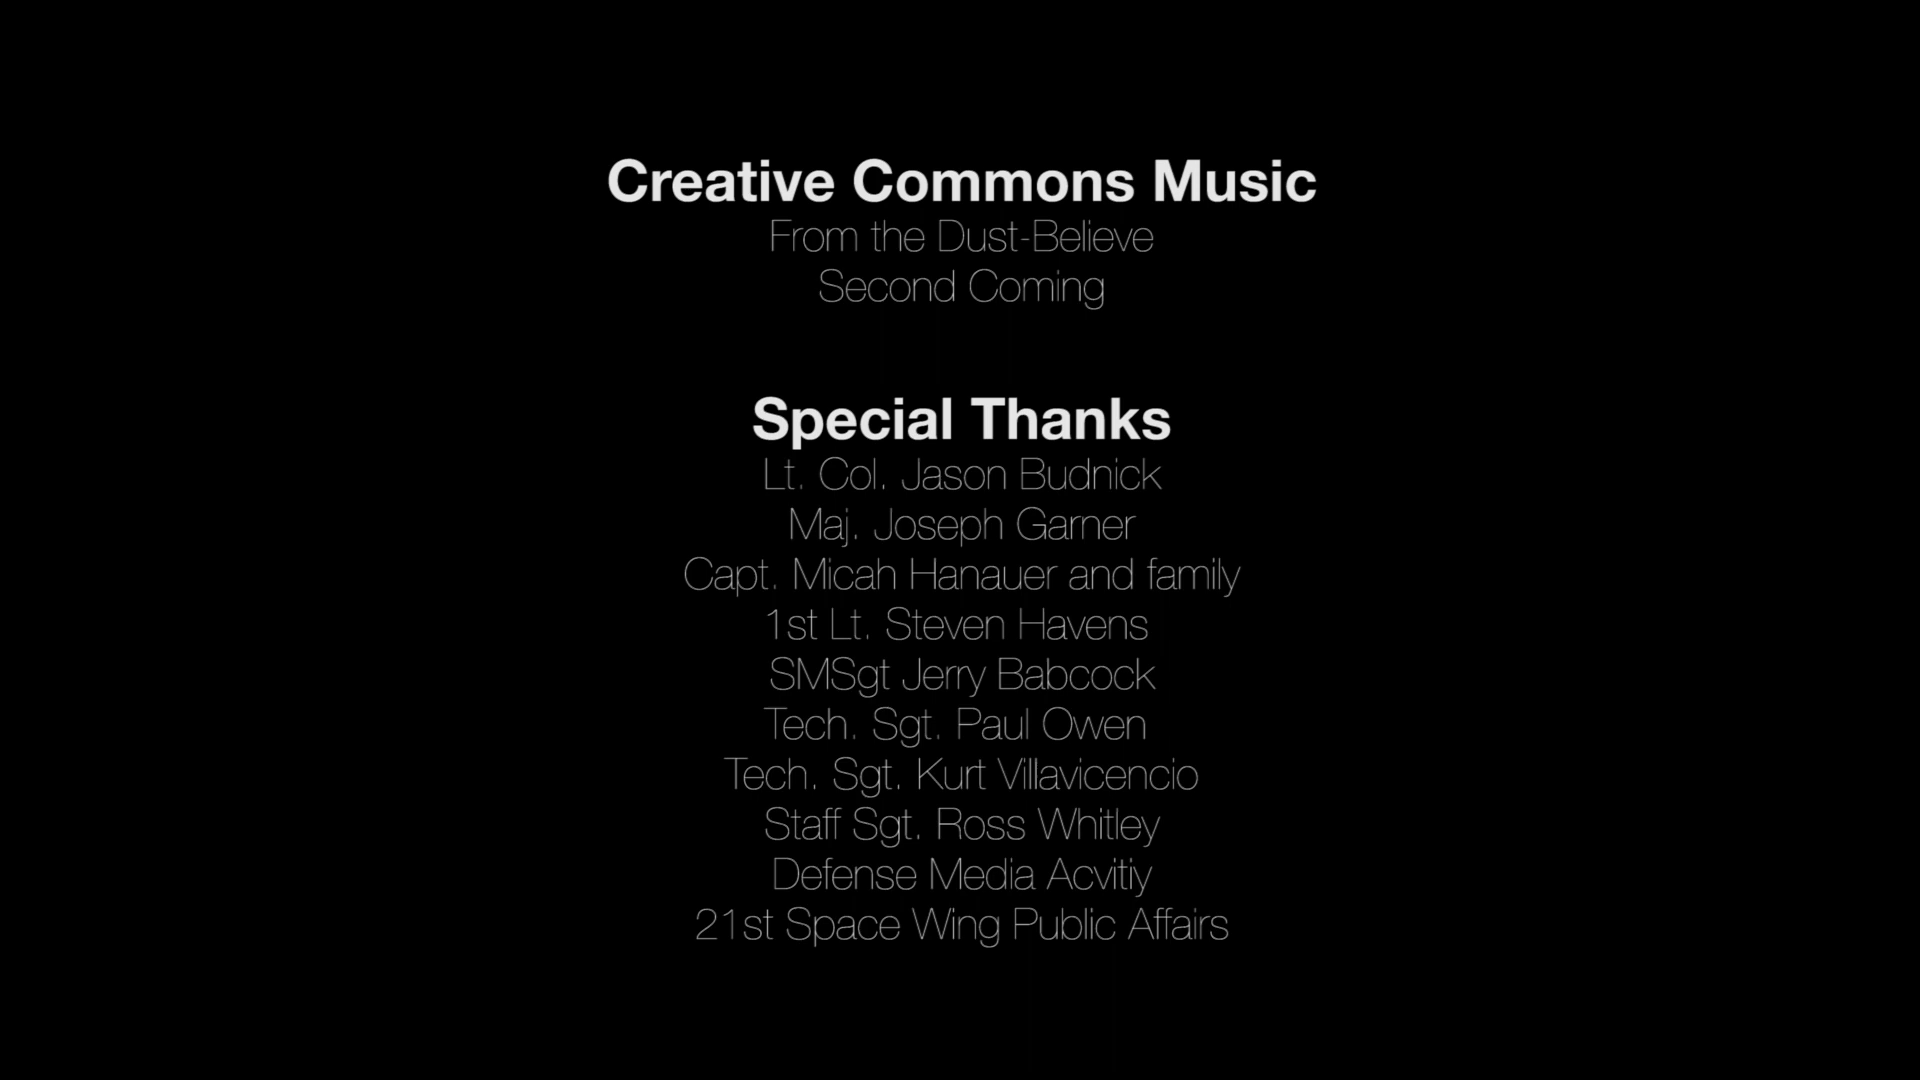 Creative Commons Music
From the Dust-Believe
Second Coming
Special Thanks
Lt. Col. Jason Budnick
Maj. Joseph Garner
Capt. Micah Hanauer and family
1st Lt. Steven Havens
SMSgt Jerry Babcock
Tech. Sgt. Paul Owen
Tech. Sgt. Kurt Villavicencio
Staff Sgt. Ross Whitley
Defense Media Acvitiy
21st Space Wing Public Affairs